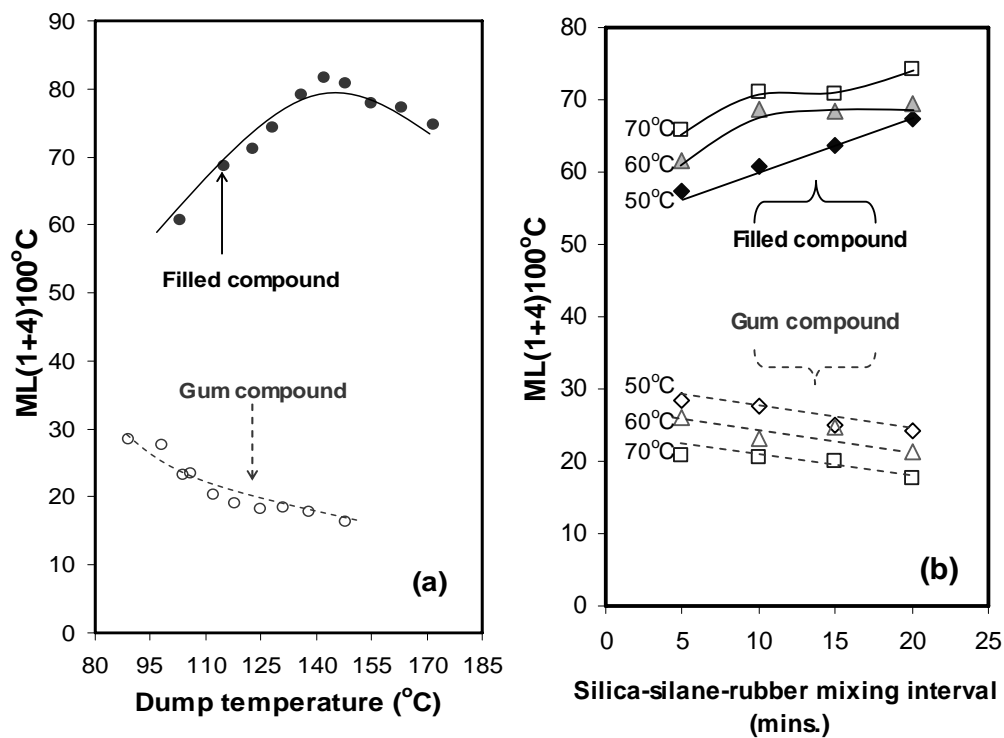 90
80
70
60
50
40
30
20
10
0
ML(1+4)100°C
Filled compound
Gum compound
(a)
80 95 110 125 140 155 170 185
Dump temperature (°C)
80
70
60
50
40
30
20
10
0
ML(1+4)100°C
70°C
60°C
50°C
Filled compound
Gum compound
50°C
60°C
70°C
(b)
0 5 10 15 20 25
Silica-silane-rubber mixing interval
(mins.)